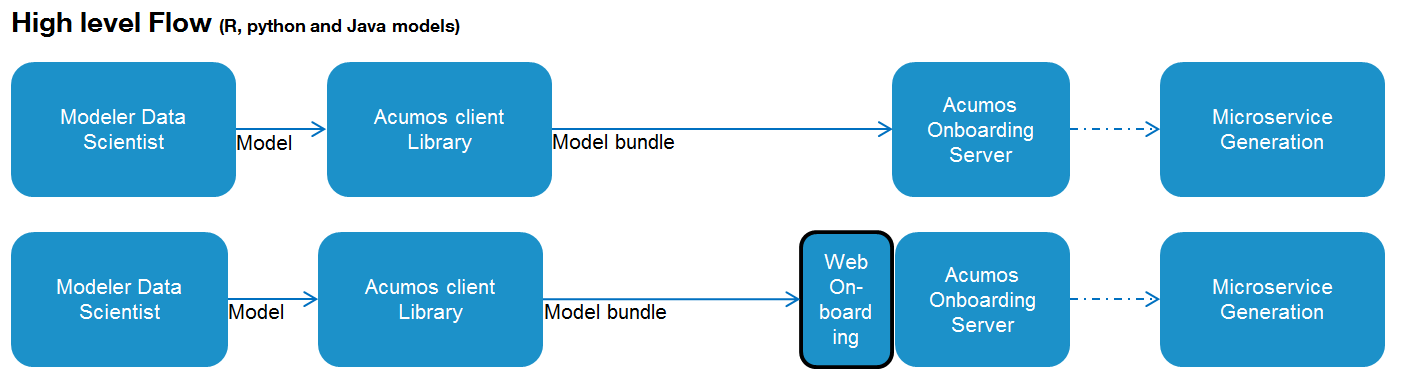 High level Flow (R, python and Java models)
Modeler Data
Scientist
Model
Acumos client
Library
Model bundle
Acumos
Onboarding
Server
Microservice
Generation
Modeler Data
Scientist
Model
Acumos client
Library
Model bundle
Web
On-
board
ing
Acumos
Onboarding
Server
Microservice
Generation